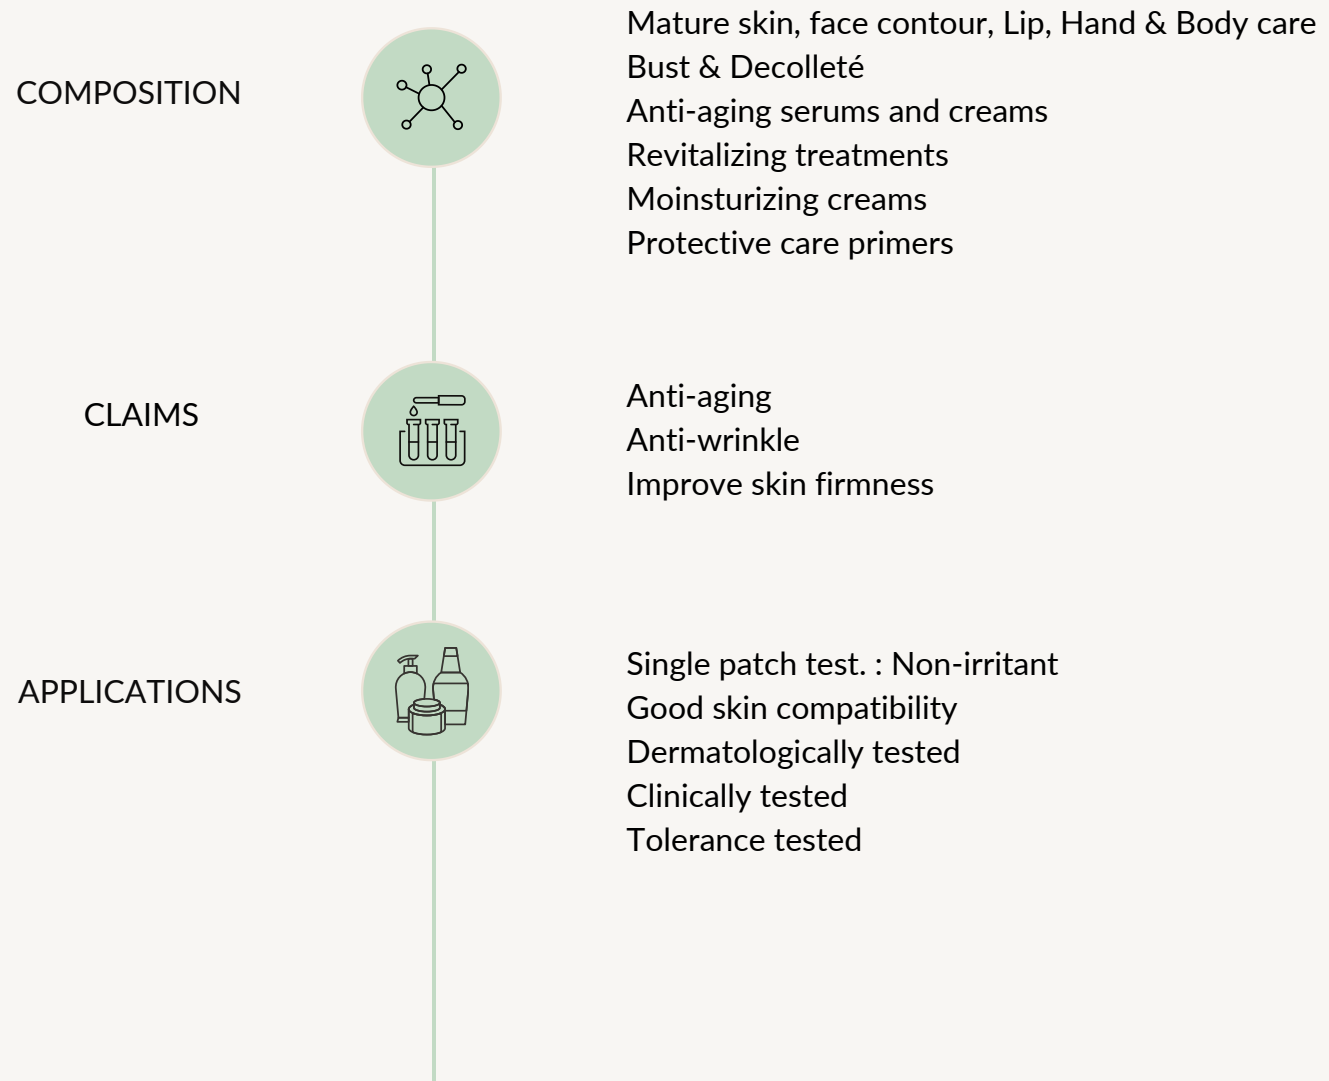 COMPOSITION
Mature skin, face contour, Lip, Hand & Body care
Bust & Decolleté
Anti-aging serums and creams
Revitalizing treatments
Moinsturizing creams
Protective care primers
CLAIMS
Anti-aging
Anti-wrinkle
Improve skin firmness
APPLICATIONS
Single patch test. : Non-irritant
Good skin compatibility
Dermatologically tested
Clinically tested
Tolerance tested